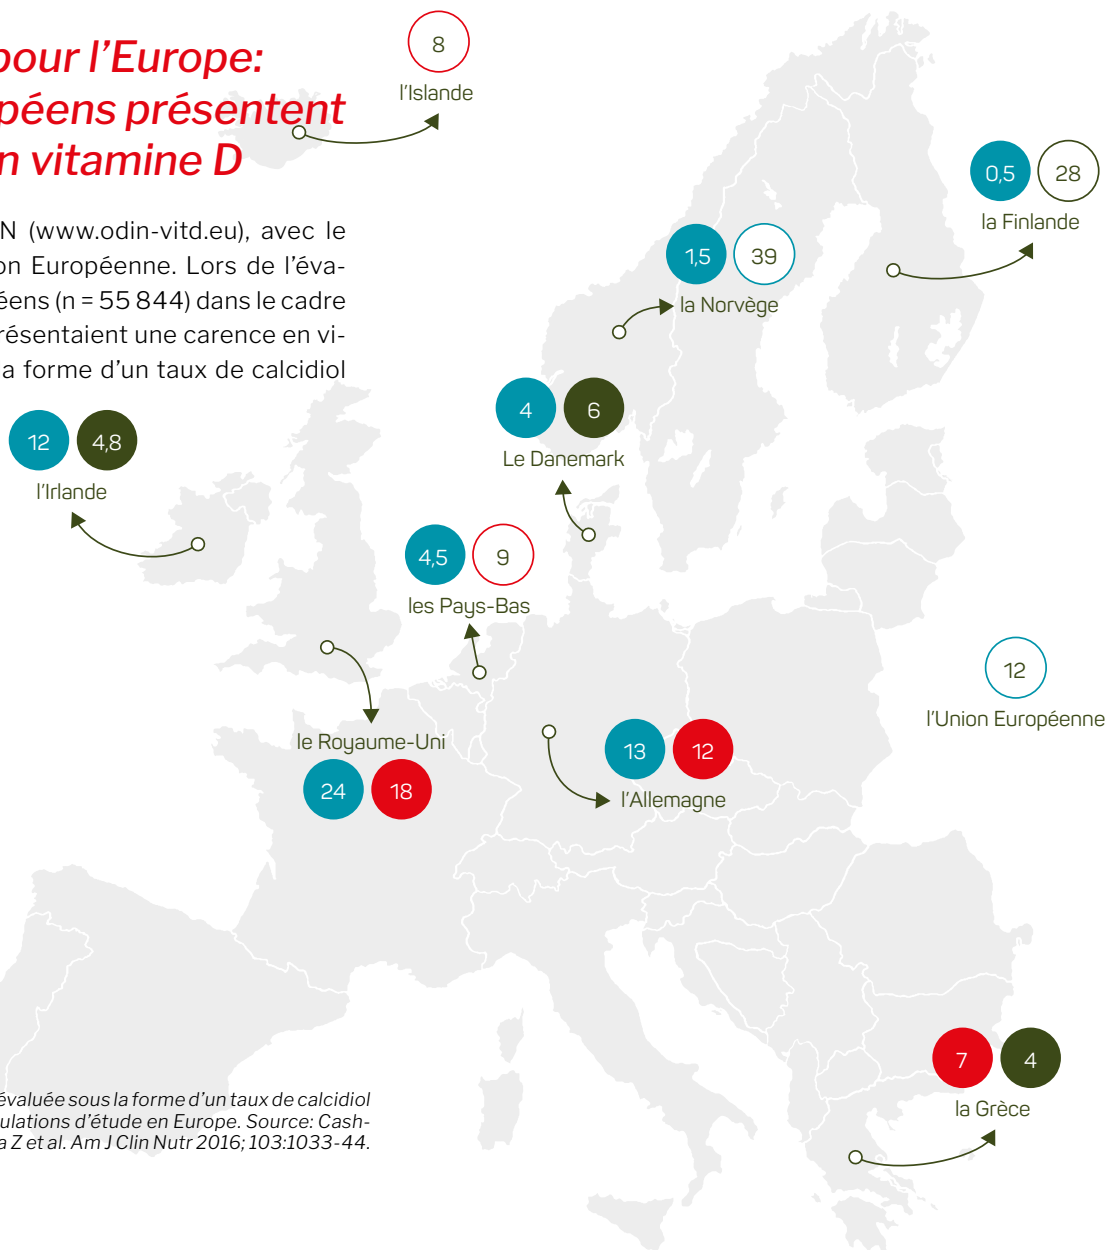 pour l'Europe:
péens présentent
n vitamine D
N (www.odin-vitd.eu), avec le
on Européenne. Lors de l'éva-
éens (n = 55 844) dans le cadre
résentaient une carence en vi-
a forme d'un taux de calcidiol
8
l'Islande
0,5 28
la Finlande
1,5 39
la Norvège
4 6
Le Danemark
12 4,8
l'Irlande
4,5 9
les Pays-Bas
12
l'Union Européenne
le Royaume-Uni
24 18
13 12
l'Allemagne
7 4
la Grèce
évaluée sous la forme d'un taux de calcidiol
ulations d'étude en Europe. Source: Cash-
a Z et al. Am J Clin Nutr 2016; 103:1033-44.